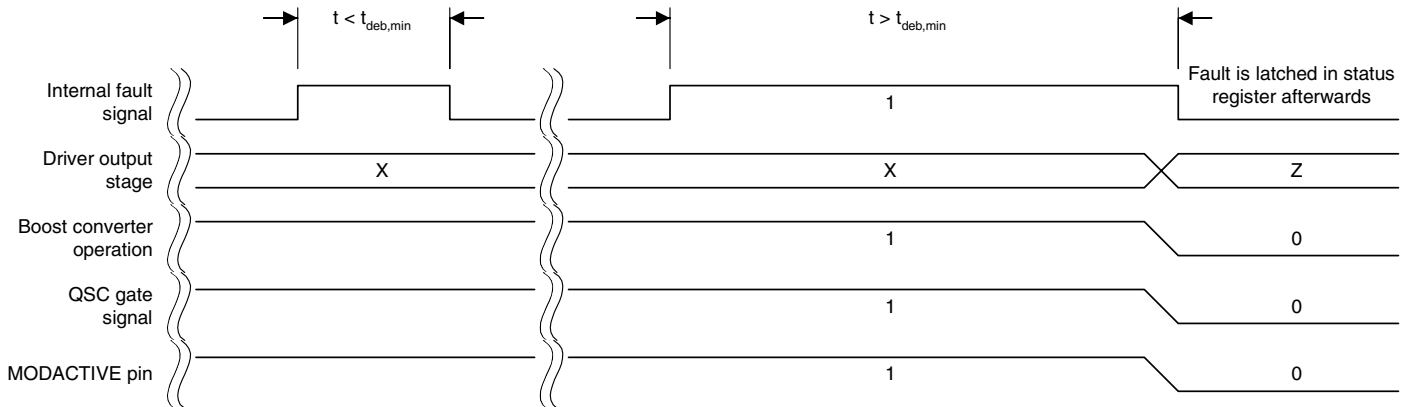 t < tdeb,min
t > tdeb,min
Internal fault
signal
1
Fault is latched in status
register afterwards
Driver output
stage
X
X
Z
Boost converter
operation
1
0
QSC gate
signal
1
0
MODACTIVE pin
1
0